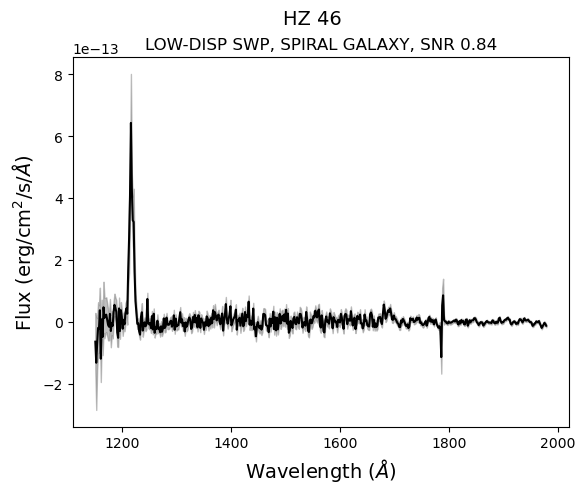 HZ 46
LOW-DISP SWP, SPIRAL GALAXY, SNR 0.84
1e−13
8
6
4
2
0
−2
Flux (erg/cm²/s/Å)
1200 1400 1600 1800 2000
Wavelength (Å)